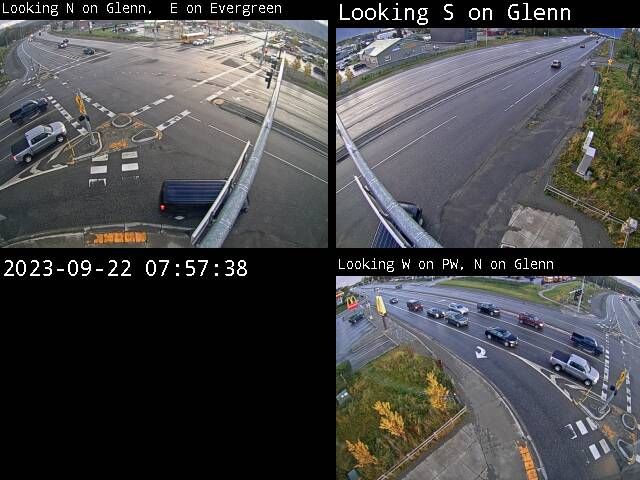 Looking N on Glenn,  E on Evergreen
Looking S on Glenn
2023-09-22 07:57:38
Looking W on PW, N on Glenn